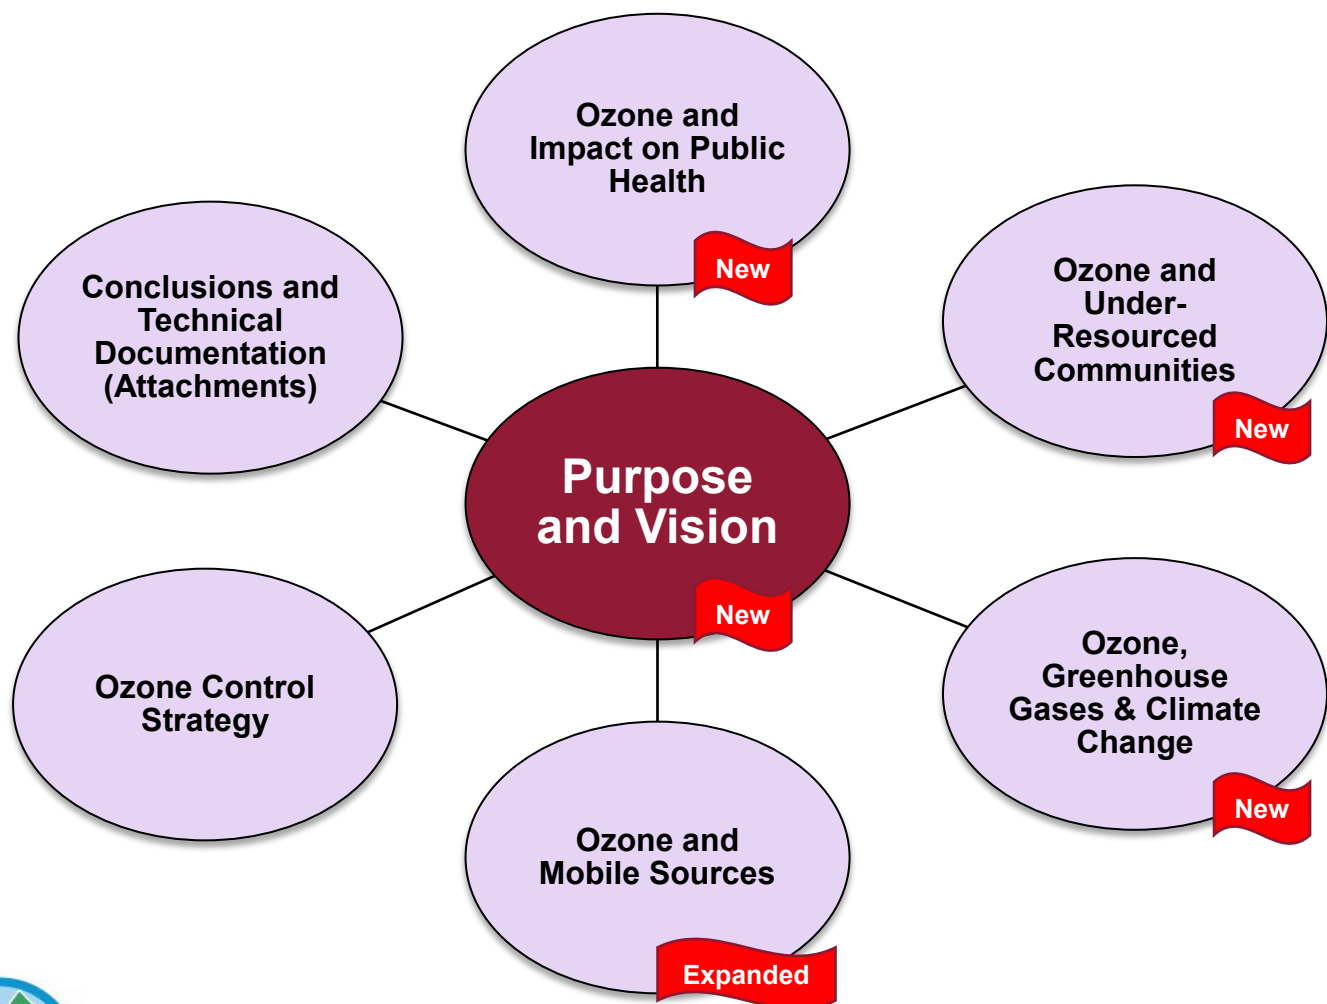 Ozone and
Impact on Public
Health
New
Ozone and
Under-
Resourced
Communities
New
Conclusions and
Technical
Documentation
(Attachments)
Purpose
and Vision
New
Ozone Control
Strategy
Ozone,
Greenhouse
Gases & Climate
Change
New
Ozone and
Mobile Sources
Expanded